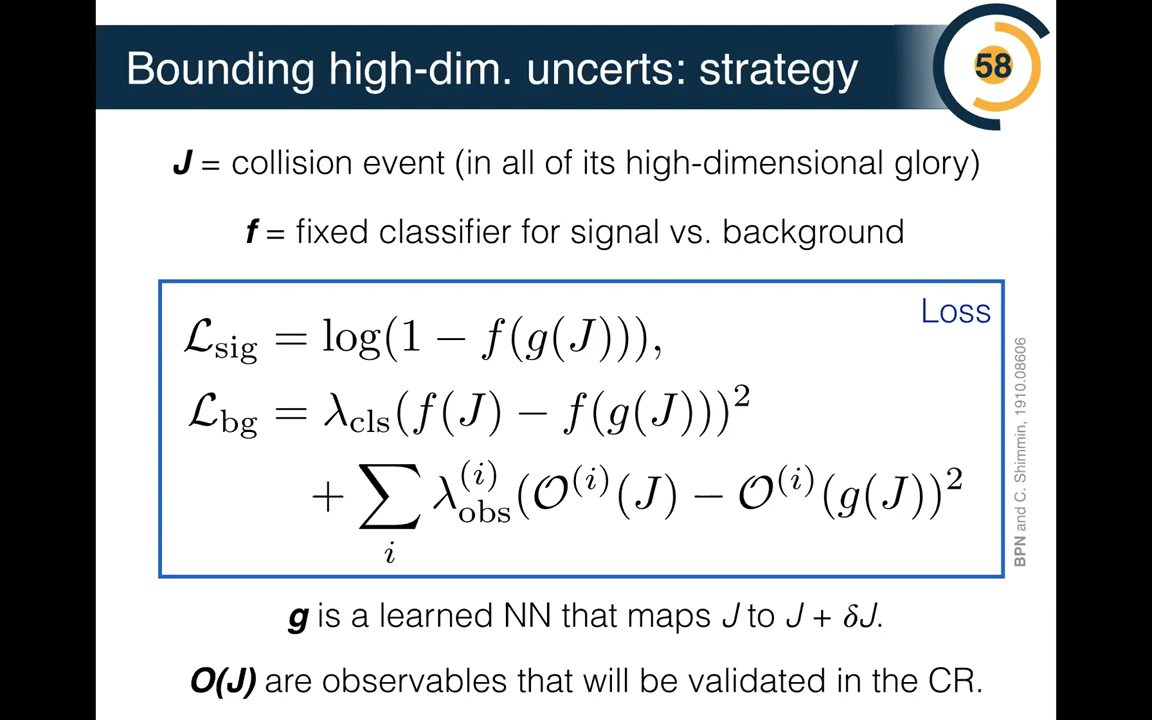 Bounding high-dim. uncerts: strategy
58
J = collision event (in all of its high-dimensional glory)
f = fixed classifier for signal vs. background
Loss
ℒ_sig = log(1 − f(g(J))),
ℒ_bg = λ_cls(f(J) − f(g(J)))²
+ ∑_i λ_obs^(i)(𝒪^(i)(J) − 𝒪^(i)(g(J))²
BPN and C. Shimmin, 1910.08606
g is a learned NN that maps J to J + δJ.
O(J) are observables that will be validated in the CR.